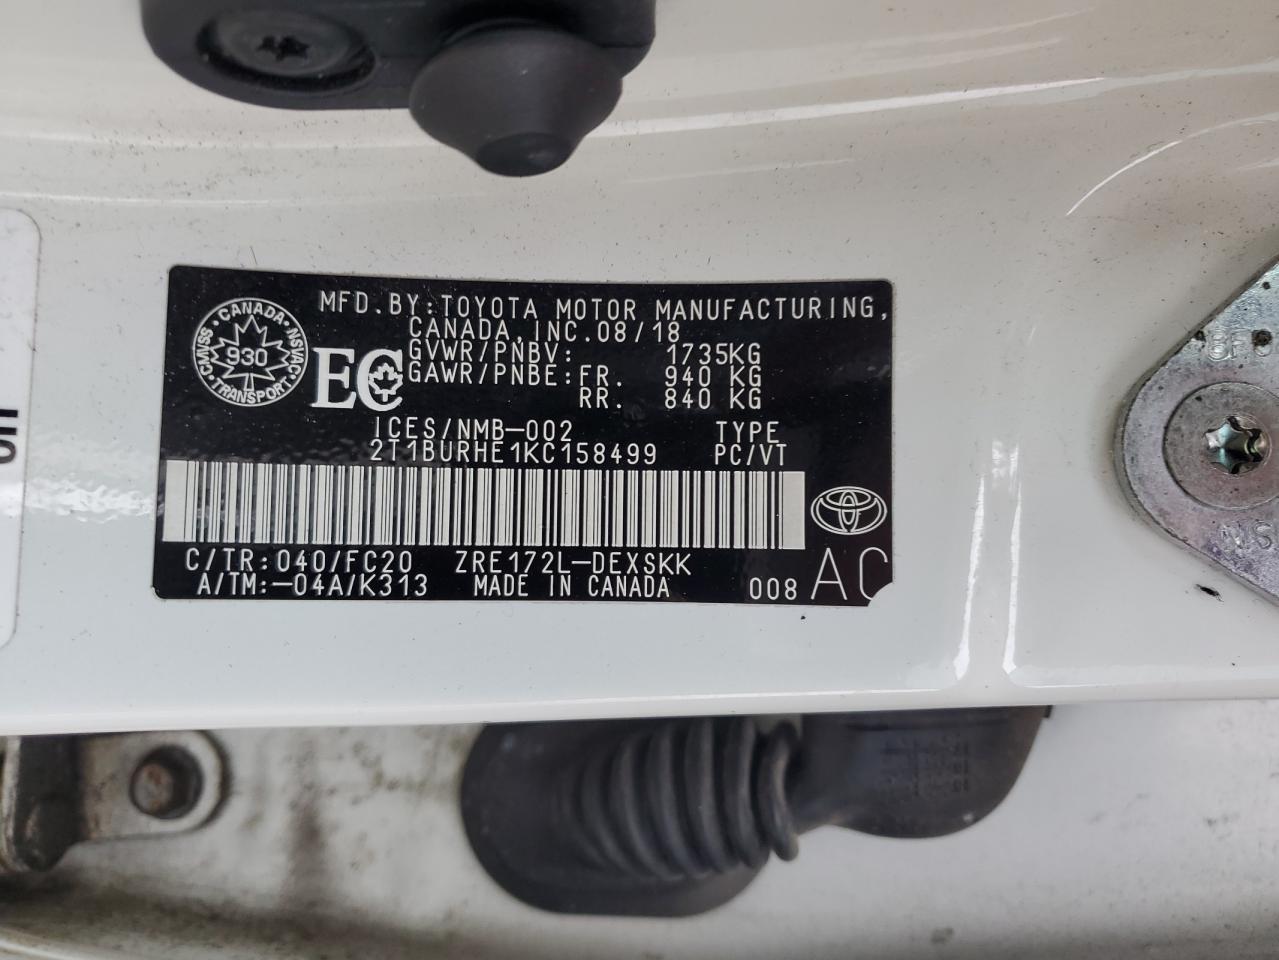 MFD.BY:TOYOTA MOTOR MANUFACTURING,
CANADA,INC.08/18
GVWR/PNBV: 1735KG
GAWR/PNBE:FR. 940 KG
RR. 840 KG
CANADA
CMVSS NSVAC
930
TRANSPORT
EC
ICES/NMB-002 TYPE
2T1BURHE1KC158499 PC/VT
C/TR:040/FC20 ZRE172L-DEXSKK
A/TM:-04A/K313 MADE IN CANADA 008 AC